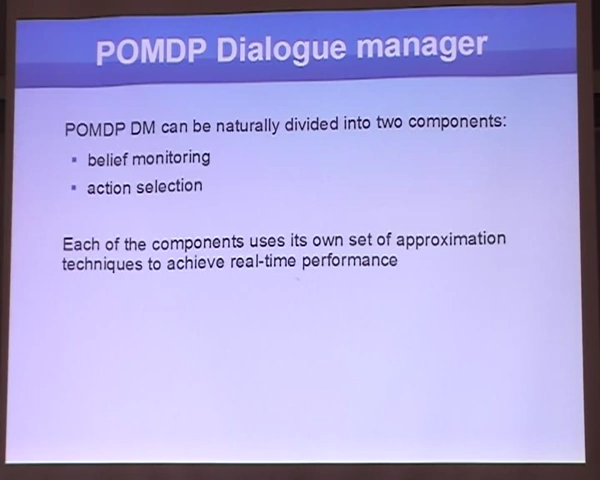 POMDP Dialogue manager
POMDP DM can be naturally divided into two components:
▪ belief monitoring
▪ action selection
Each of the components uses its own set of approximation
techniques to achieve real-time performance